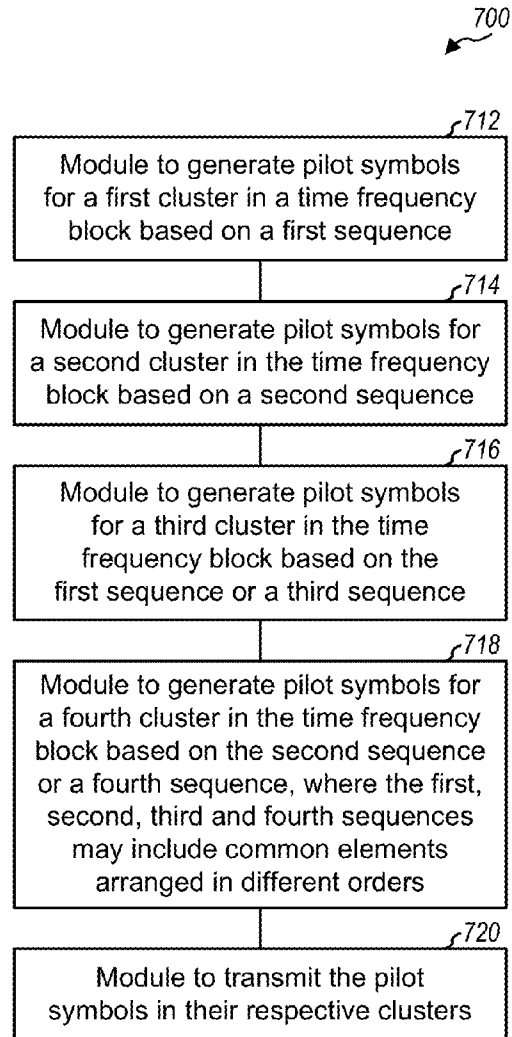 700
712
Module to generate pilot symbols
for a first cluster in a time frequency
block based on a first sequence
714
Module to generate pilot symbols for
a second cluster in the time frequency
block based on a second sequence
716
Module to generate pilot symbols
for a third cluster in the time
frequency block based on the
first sequence or a third sequence
718
Module to generate pilot symbols for
a fourth cluster in the time frequency
block based on the second sequence
or a fourth sequence, where the first,
second, third and fourth sequences
may include common elements
arranged in different orders
720
Module to transmit the pilot
symbols in their respective clusters